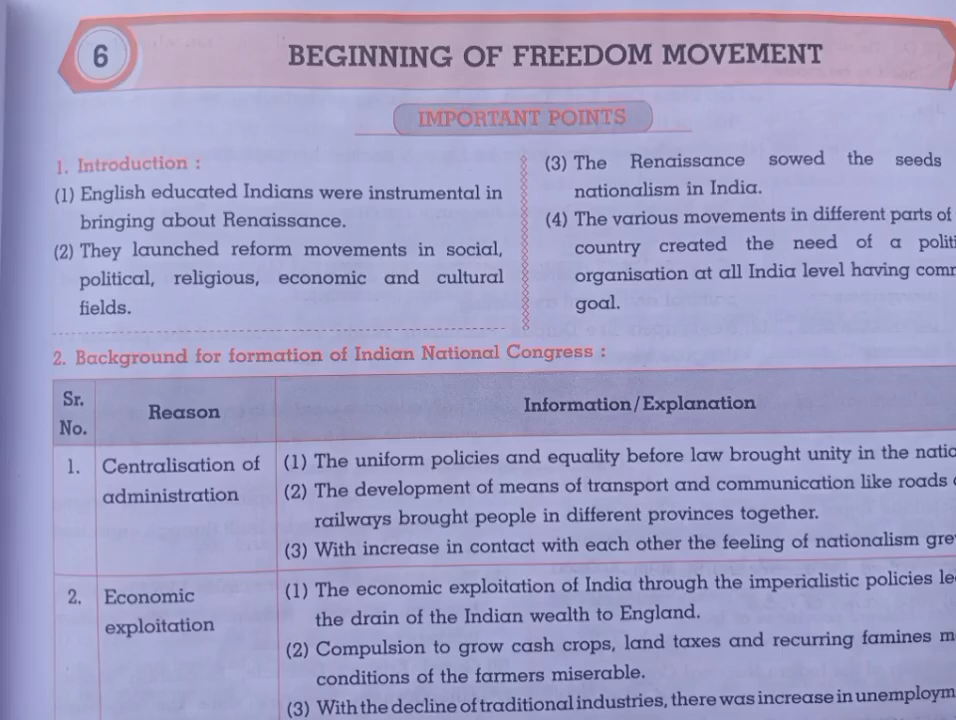 6
BEGINNING OF FREEDOM MOVEMENT
IMPORTANT POINTS
1. Introduction :
(1) English educated Indians were instrumental in
bringing about Renaissance.
(2) They launched reform movements in social,
political, religious, economic and cultural
fields.
(3) The Renaissance sowed the seeds
nationalism in India.
(4) The various movements in different parts of
country created the need of a
organisation at all India level having
goal.
2. Background for formation of Indian National Congress :
Sr.
No.
Reason
Information/Explanation
1.
Centralisation of
administration
(1) The uniform policies and equality before law brought unity in the
(2) The development of means of transport and communication like roads
railways brought people in different provinces together.
(3) With increase in contact with each other the feeling of nationalism
2.
Economic
exploitation
(1) The economic exploitation of India through the imperialistic policies
the drain of the Indian wealth to England.
(2) Compulsion to grow cash crops, land taxes and recurring famines
conditions of the farmers miserable.
(3) With the decline of traditional industries, there was increase in